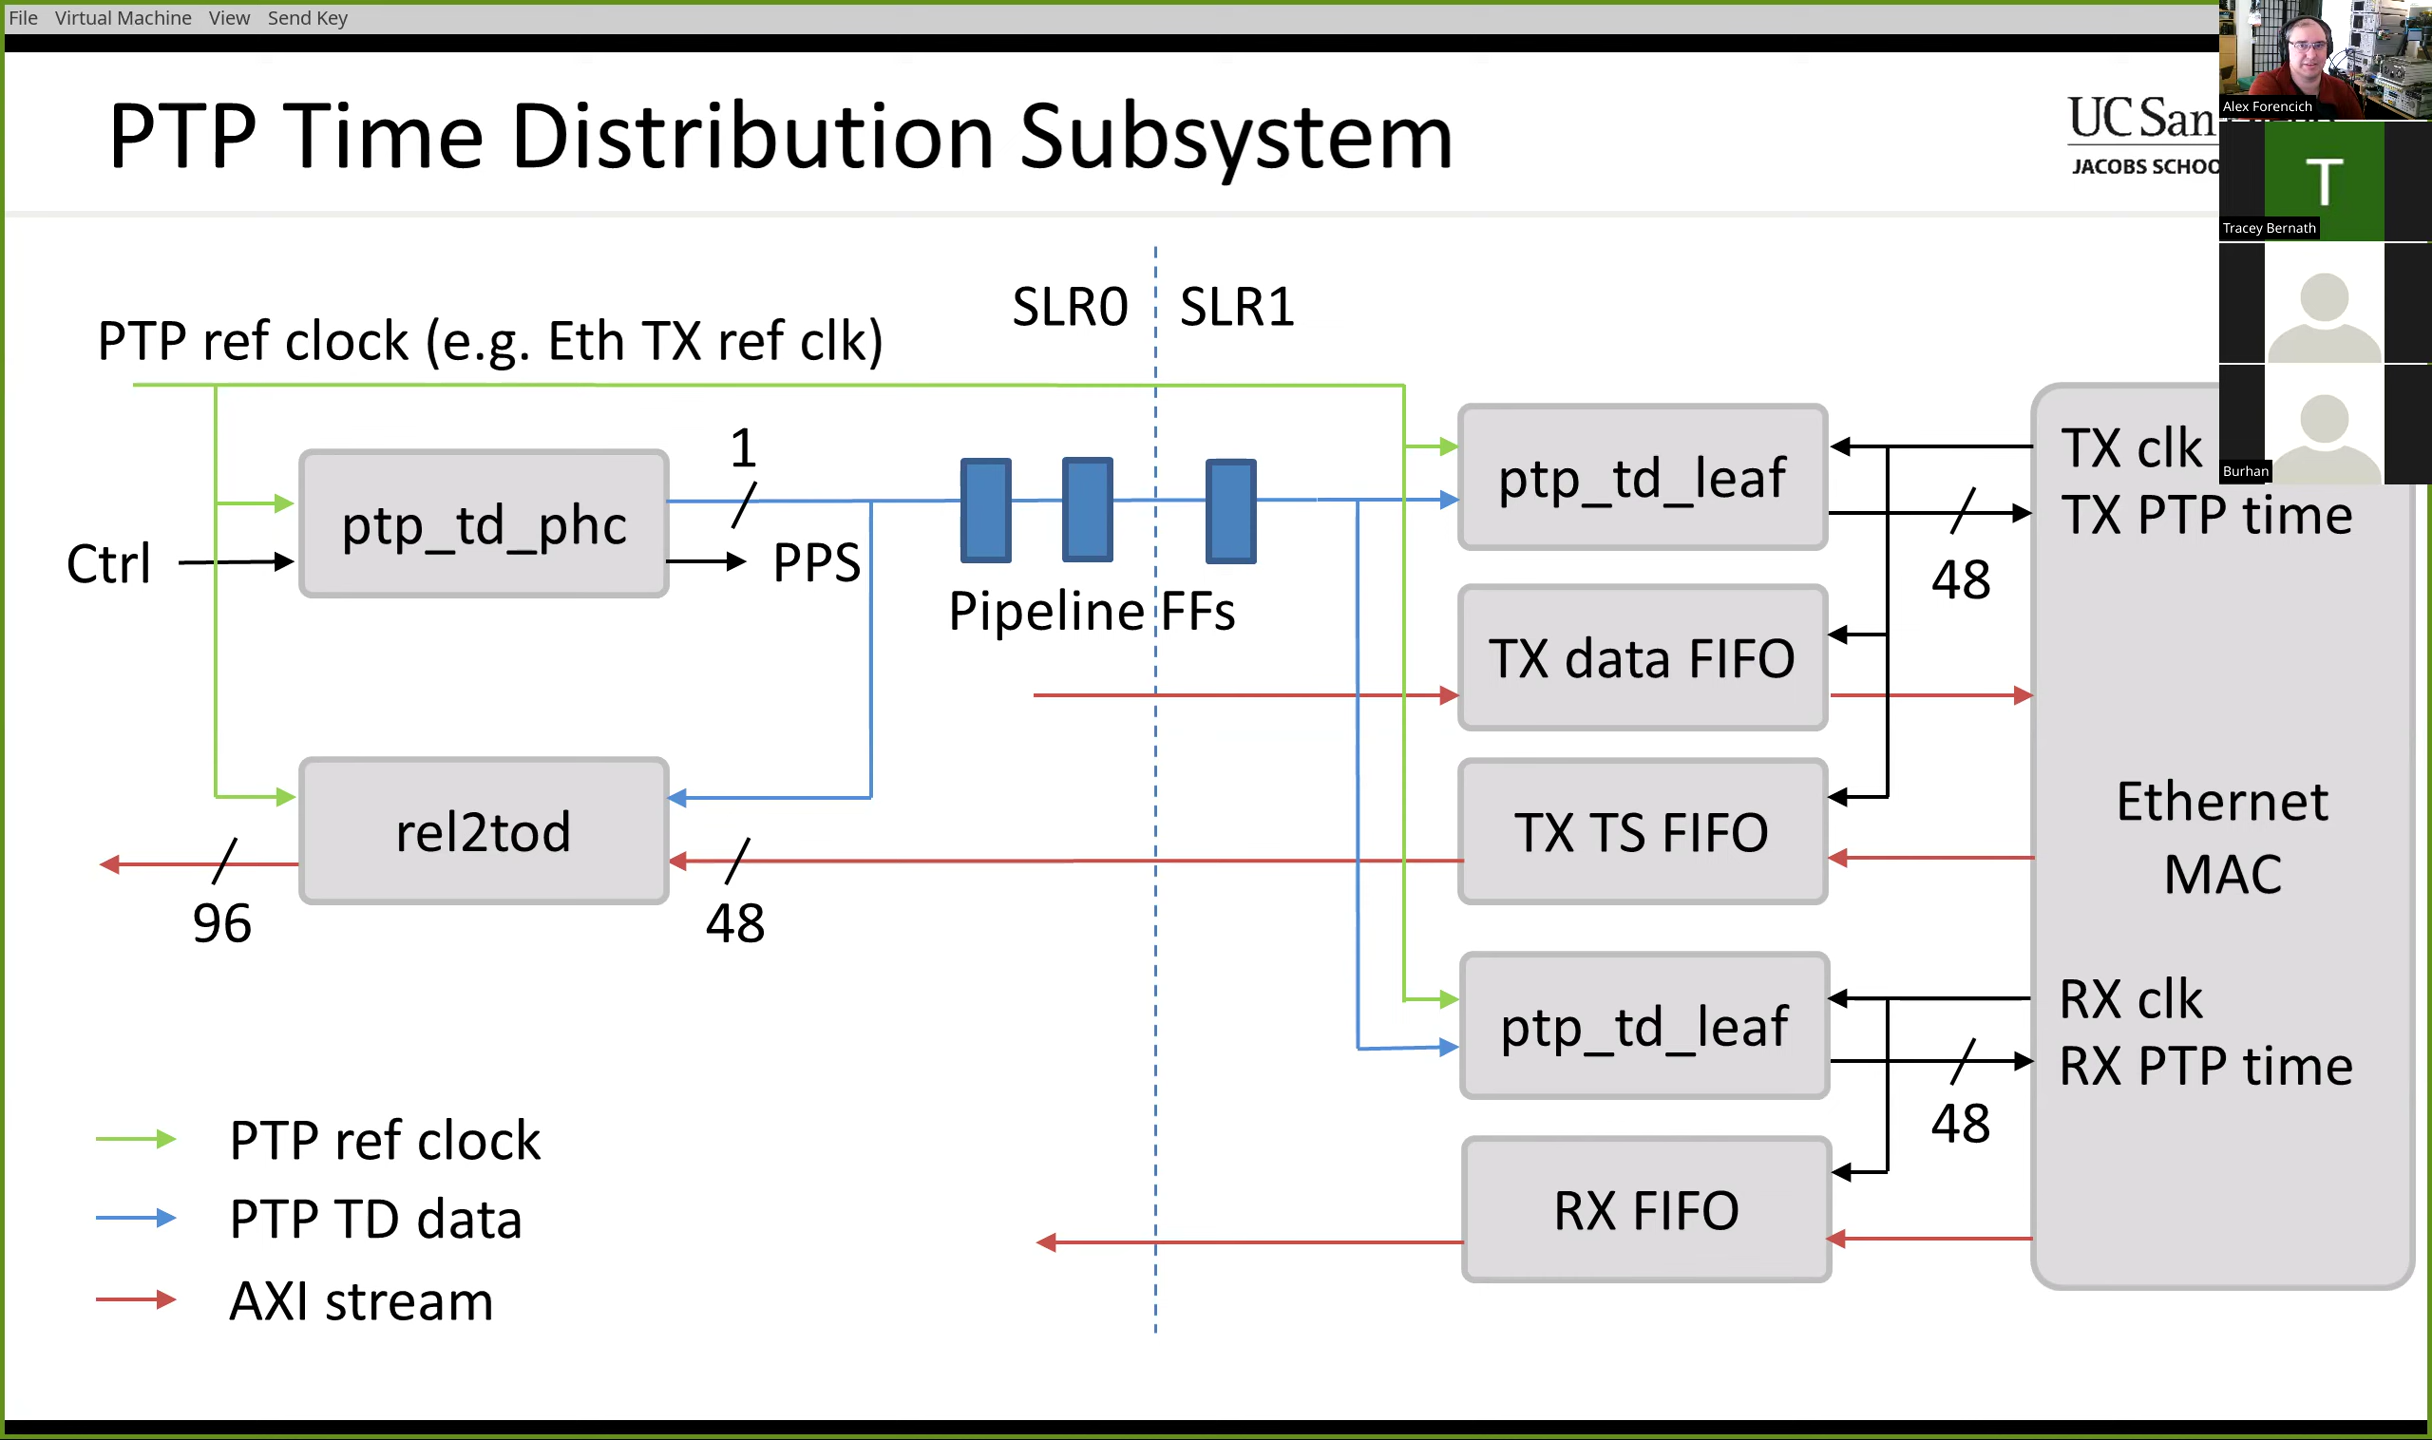 File Virtual Machine View Send Key
PTP Time Distribution Subsystem
UC San
JACOBS SCHOO
Alex Forencich
T
Tracey Bernath
Burhan
SLR0 SLR1
PTP ref clock (e.g. Eth TX ref clk)
1
ptp_td_phc
Ctrl
PPS
Pipeline FFs
ptp_td_leaf
TX clk
TX PTP time
48
TX data FIFO
rel2tod
96
48
TX TS FIFO
Ethernet
MAC
ptp_td_leaf
RX clk
RX PTP time
48
RX FIFO
PTP ref clock
PTP TD data
AXI stream